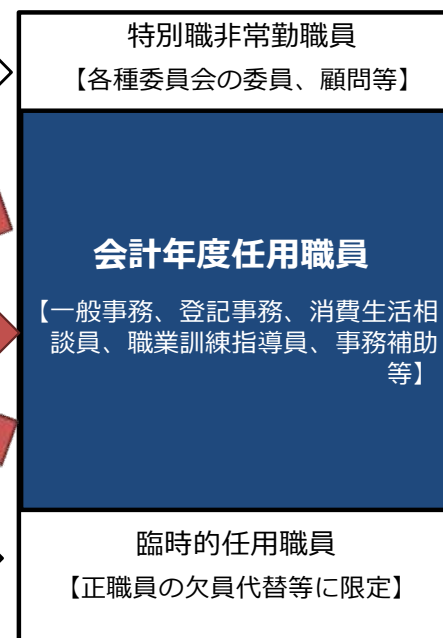 特別職非常勤職員
【各種委員会の委員、顧問等】
会計年度任用職員
【一般事務、登記事務、消費生活相
談員、職業訓練指導員、事務補助
等】
臨時的任用職員
【正職員の欠員代替等に限定】